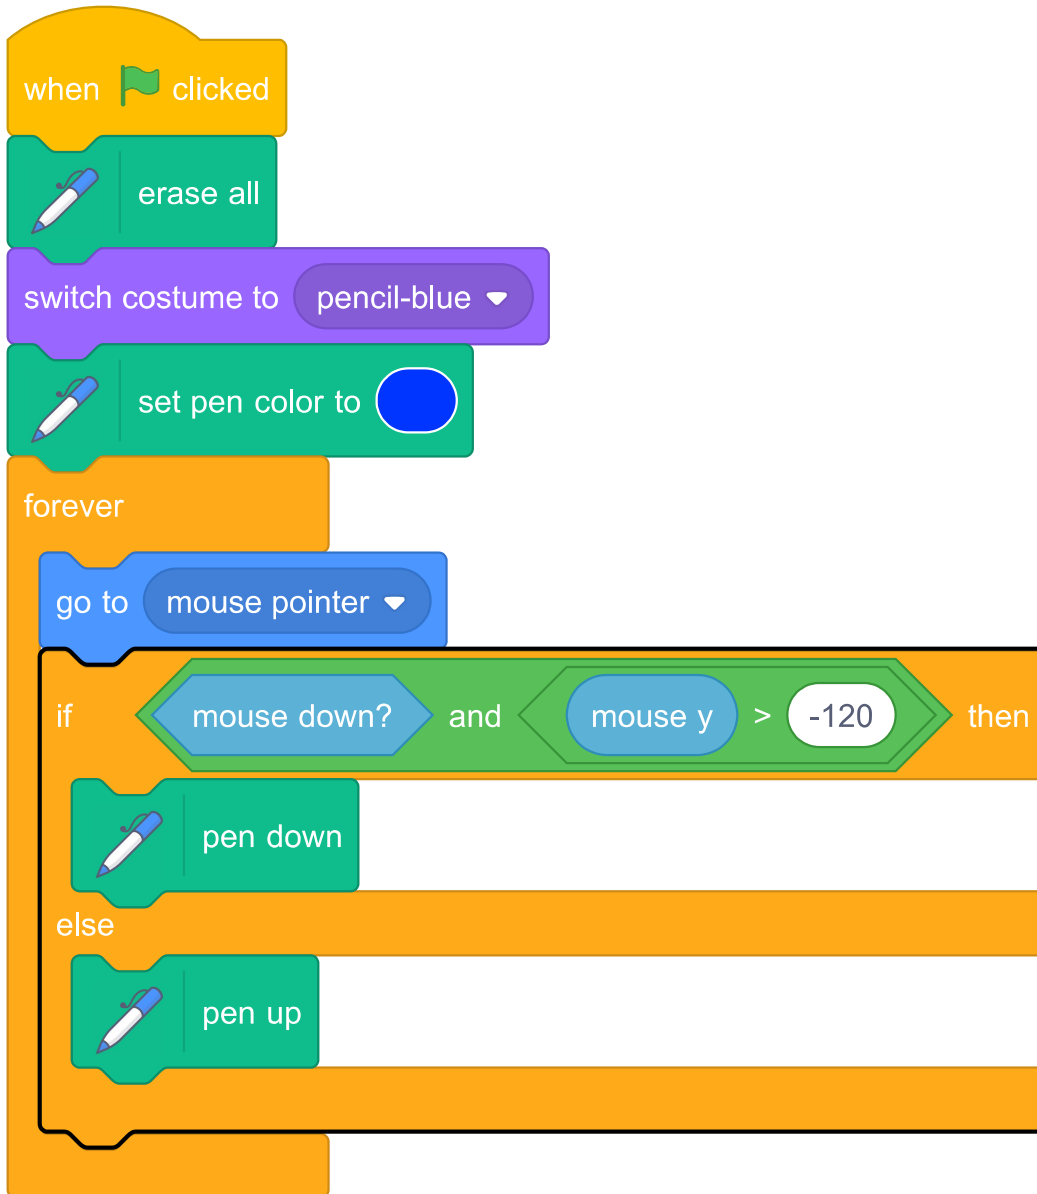 when clicked
erase all
switch costume to pencil-blue
set pen color to
forever
go to mouse pointer
if mouse down? and mouse y > -120 then
pen down
else
pen up